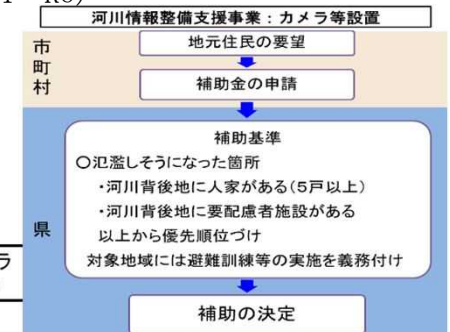 河川情報整備支援事業：カメラ等設置
市町村
地元住民の要望
補助金の申請
県
補助基準
〇氾濫しそうになった箇所
・河川背後地に人家がある（５戸以上）
・河川背後地に要配慮者施設がある
以上から優先順位づけ
対象地域には避難訓練等の実施を義務付け
補助の決定
ラ